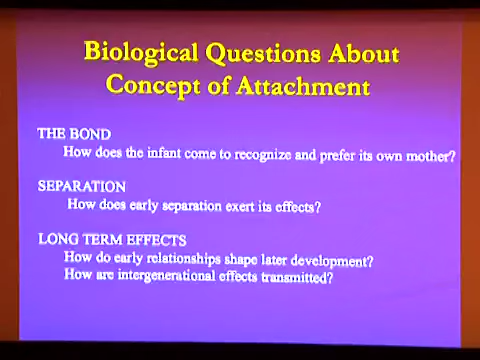 Biological Questions About
Concept of Attachment
THE BOND
How does the infant come to recognize and prefer its own mother?
SEPARATION
How does early separation exert its effects?
LONG TERM EFFECTS
How do early relationships shape later development?
How are intergenerational effects transmitted?